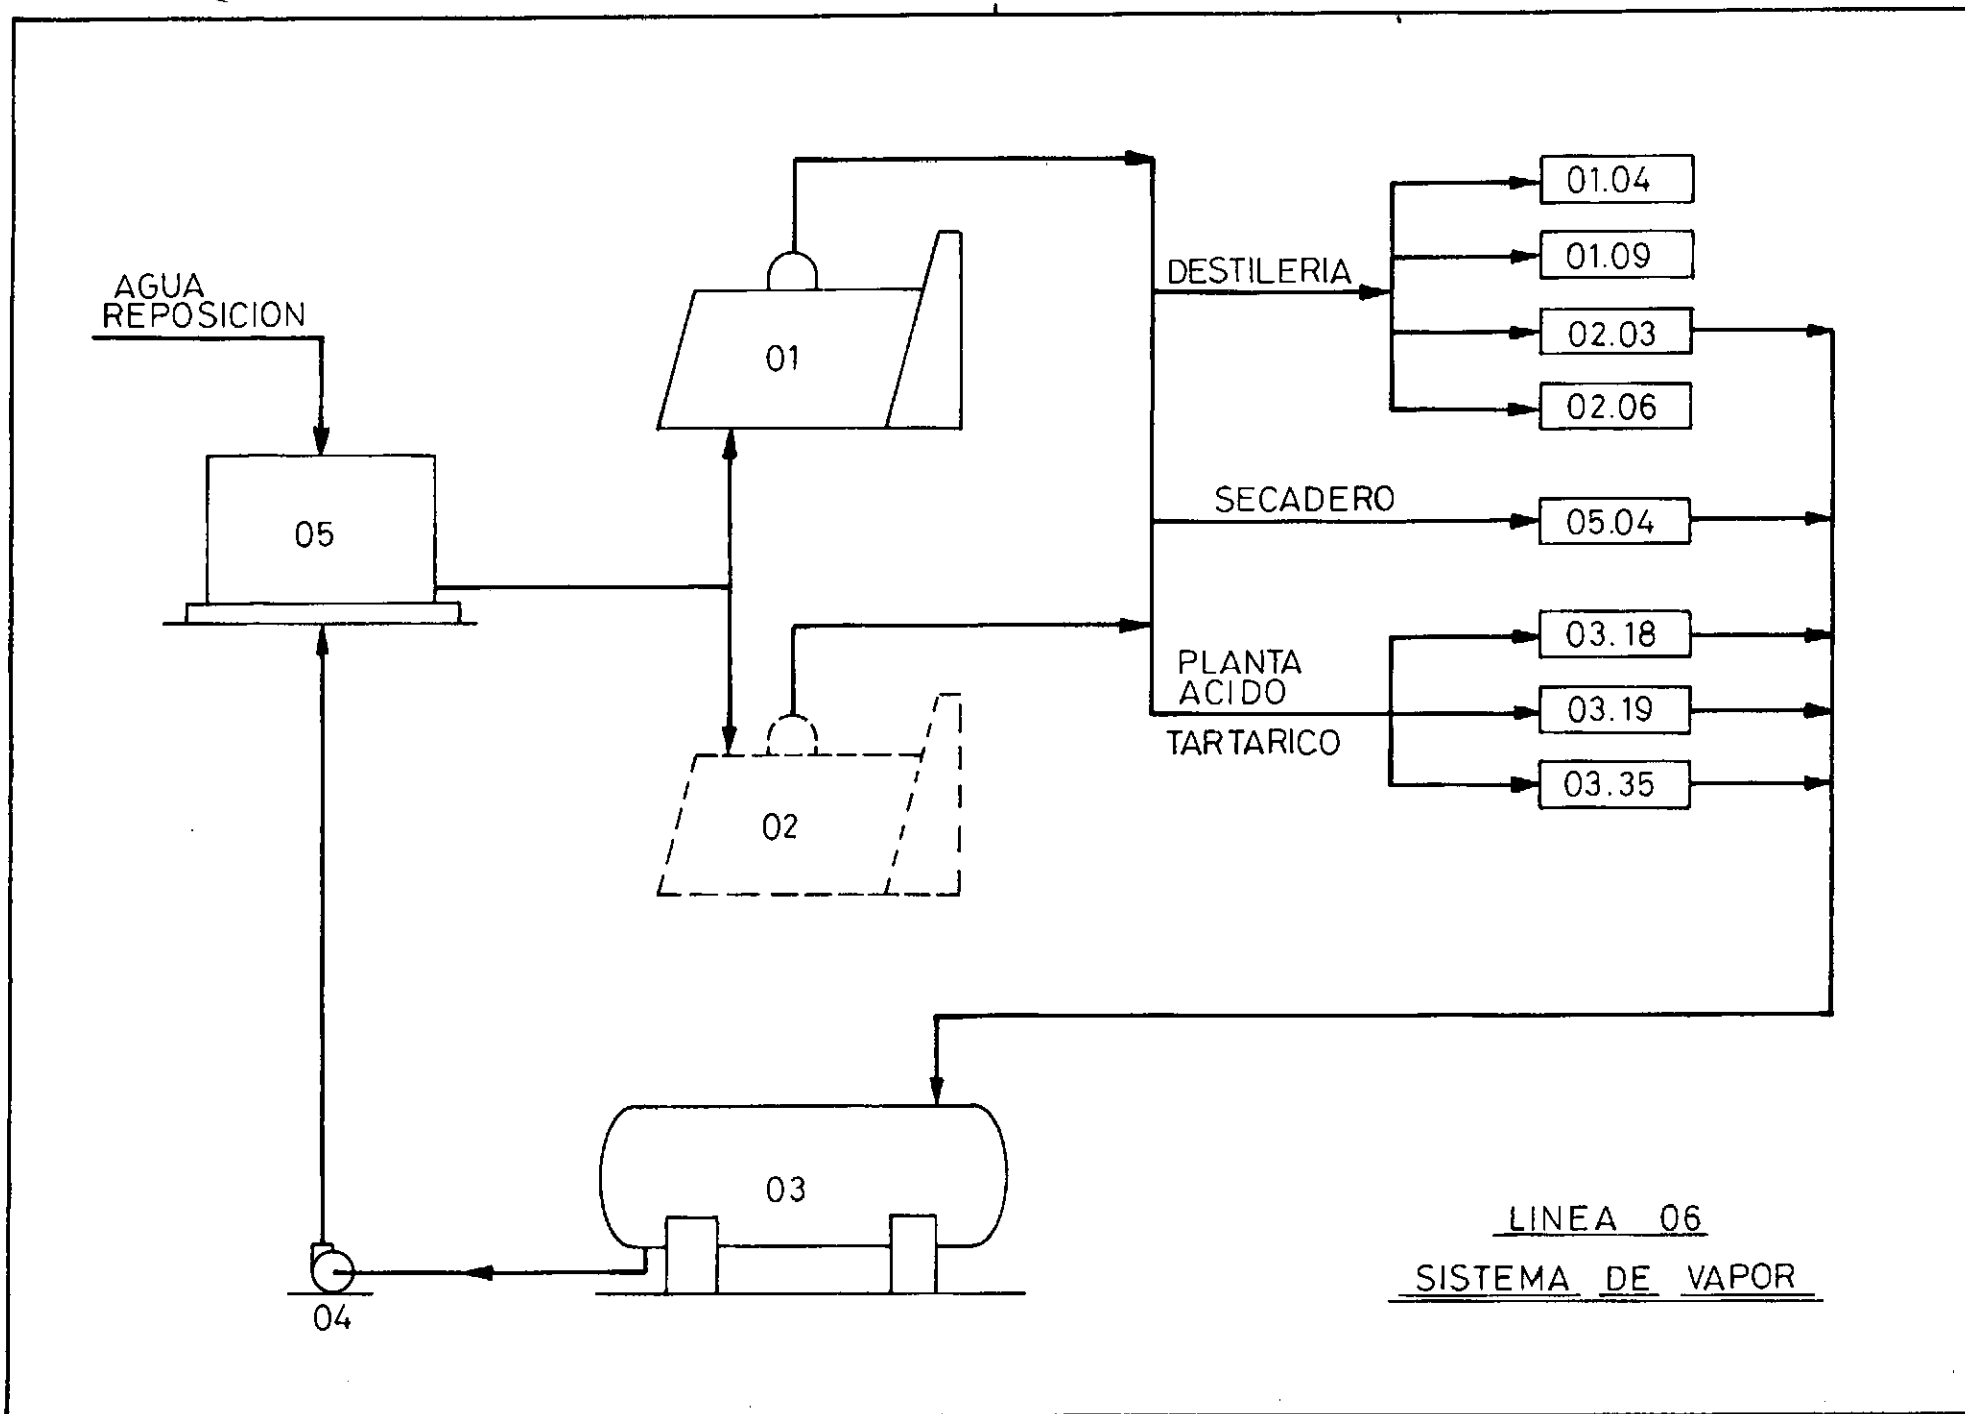 AGUA
REPOSICION
05
01
02
03
04
DESTILERIA
SECADERO
PLANTA
ACIDO
TARTARICO
01.04
01.09
02.03
02.06
05.04
03.18
03.19
03.35
LINEA 06
SISTEMA DE VAPOR